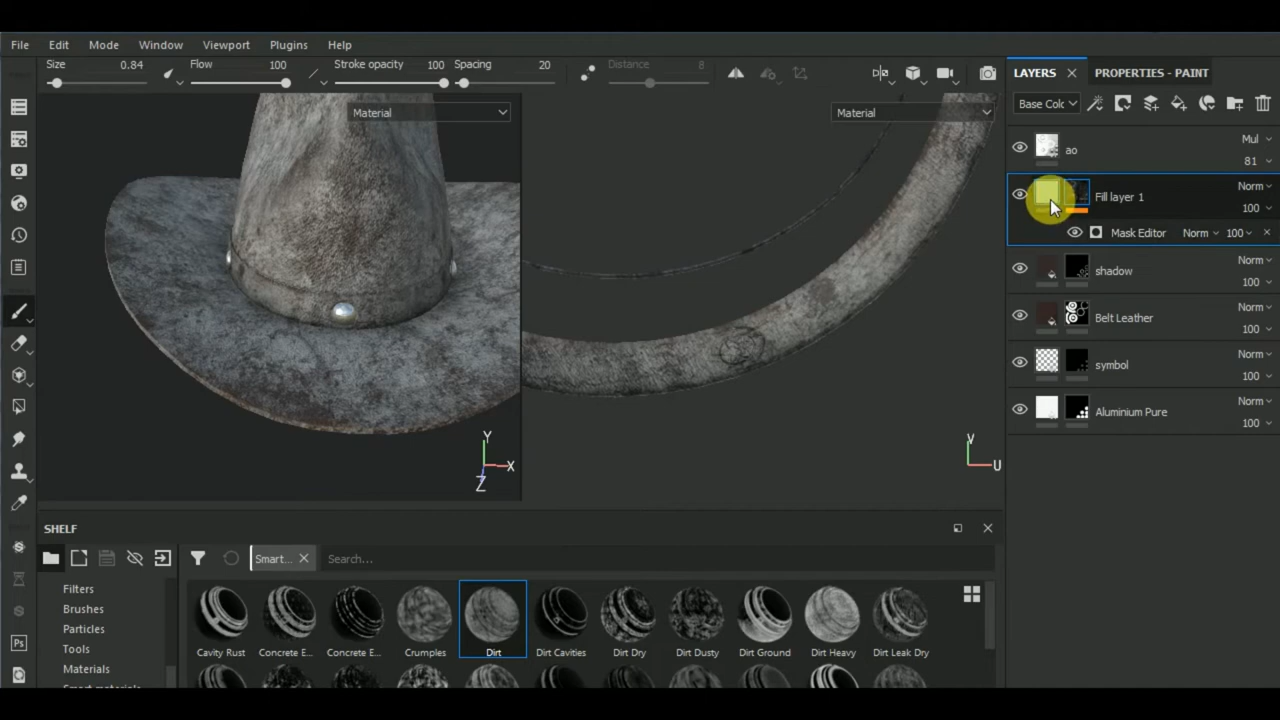 File Edit Mode Window Viewport Plugins Help
Size 0.84 Flow 100 Stroke opacity 100 Spacing 20 Distance 8
LAYERS PROPERTIES - PAINT
Base Colo
Material
Material
ao Mul 81
Fill layer 1 Norm 100
Mask Editor Norm 100
shadow Norm 100
Belt Leather Norm 100
symbol Norm 100
Aluminium Pure Norm 100
Y X Z
V U
SHELF
Smart... Search...
Filters
Brushes
Particles
Tools
Materials
Smart materials
Cavity Rust Concrete E... Concrete E... Crumples Dirt Dirt Cavities Dirt Dry Dirt Dusty Dirt Ground Dirt Heavy Dirt Leak Dry
Ps